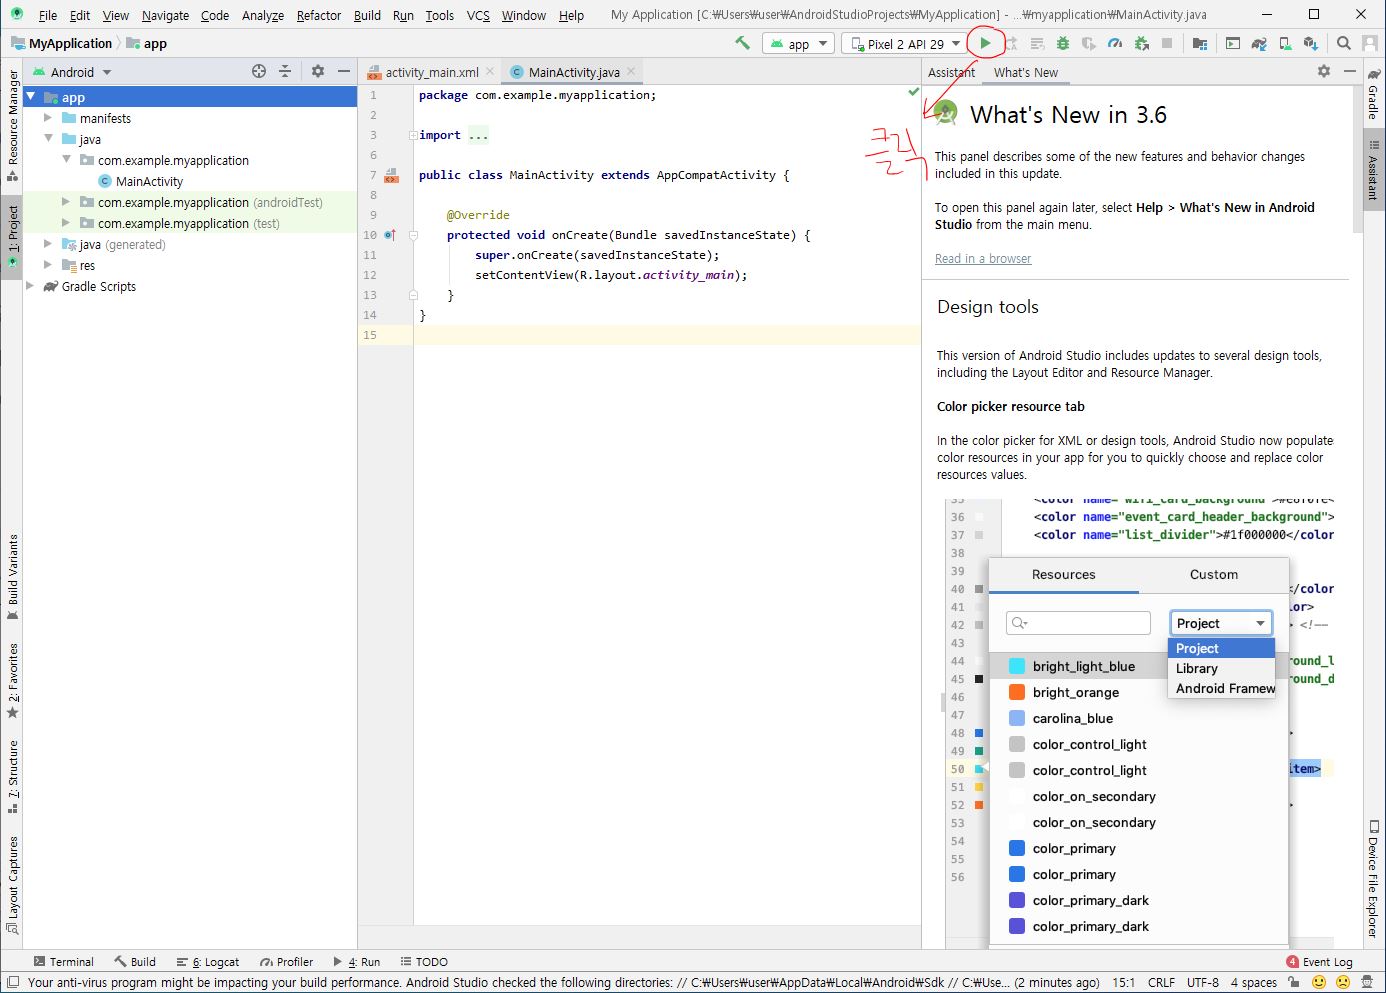 File Edit View Navigate Code Analyze Refactor Build Run Tools VCS Window Help My Application [C:₩Users₩user₩AndroidStudioProjects₩MyApplication] - ...₩myapplication₩MainActivity.java
MyApplication app
app
Pixel 2 API 29
클릭
Resource Manager
1: Project
Build Variants
2: Favorites
7: Structure
Layout Captures
Android
app
manifests
java
com.example.myapplication
MainActivity
com.example.myapplication (androidTest)
com.example.myapplication (test)
java (generated)
res
Gradle Scripts
activity_main.xml
MainActivity.java
1 package com.example.myapplication;
2
3 import ...
6
7 public class MainActivity extends AppCompatActivity {
8
9 @Override
10 protected void onCreate(Bundle savedInstanceState) {
11 super.onCreate(savedInstanceState);
12 setContentView(R.layout.activity_main);
13 }
14 }
15
Assistant What's New
What's New in 3.6
This panel describes some of the new features and behavior changes
included in this update.
To open this panel again later, select Help > What's New in Android
Studio from the main menu.
Read in a browser
Design tools
This version of Android Studio includes updates to several design tools,
including the Layout Editor and Resource Manager.
Color picker resource tab
In the color picker for XML or design tools, Android Studio now populate
color resources in your app for you to quickly choose and replace color
resources values.
35 <color name="wifi_card_background">#e8f0fe<
36 <color name="event_card_header_background">
37 <color name="list_divider">#1f000000</color
38
39
40 </color
41 lor>
42 > <!--
43
44 round_l
45 round_d
46
47
48 >
49
50 item>
51
52 >
53
54
55
56
Resources Custom
Project
Project
Library
Android Framew
bright_light_blue
bright_orange
carolina_blue
color_control_light
color_control_light
color_on_secondary
color_on_secondary
color_primary
color_primary
color_primary_dark
color_primary_dark
Gradle
Assistant
Device File Explorer
Terminal Build 6: Logcat Profiler 4: Run TODO 4 Event Log
Your anti-virus program might be impacting your build performance. Android Studio checked the following directories: // C:₩Users₩user₩AppData₩Local₩Android₩Sdk // C:₩Use... (2 minutes ago) 15:1 CRLF UTF-8 4 spaces